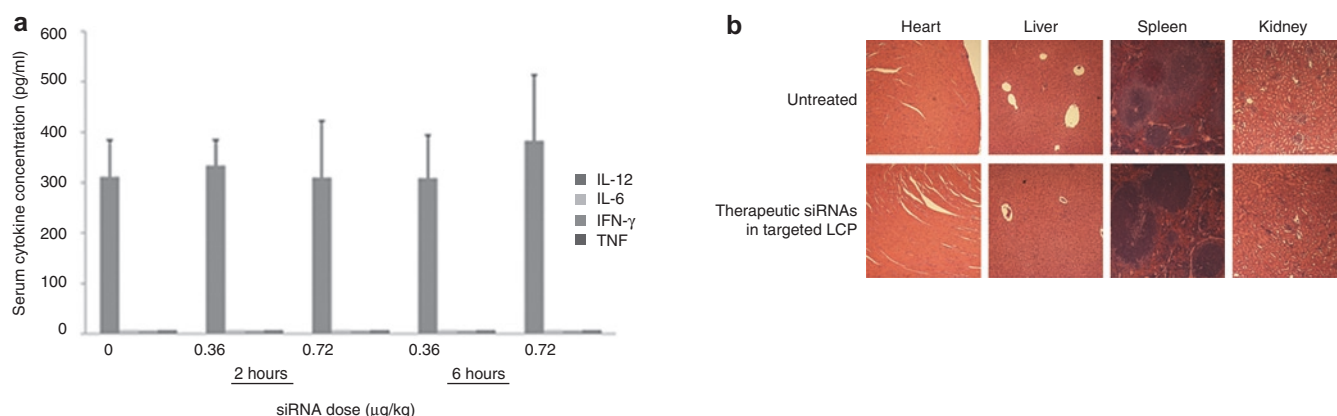 a
Serum cytokine concentration (pg/ml)
600
500
400
300
200
100
0
0 0.36 0.72 0.36 0.72
2 hours 6 hours
siRNA dose (μg/kg)
IL-12
IL-6
IFN-γ
TNF
b
Heart Liver Spleen Kidney
Untreated
Therapeutic siRNAs
in targeted LCP